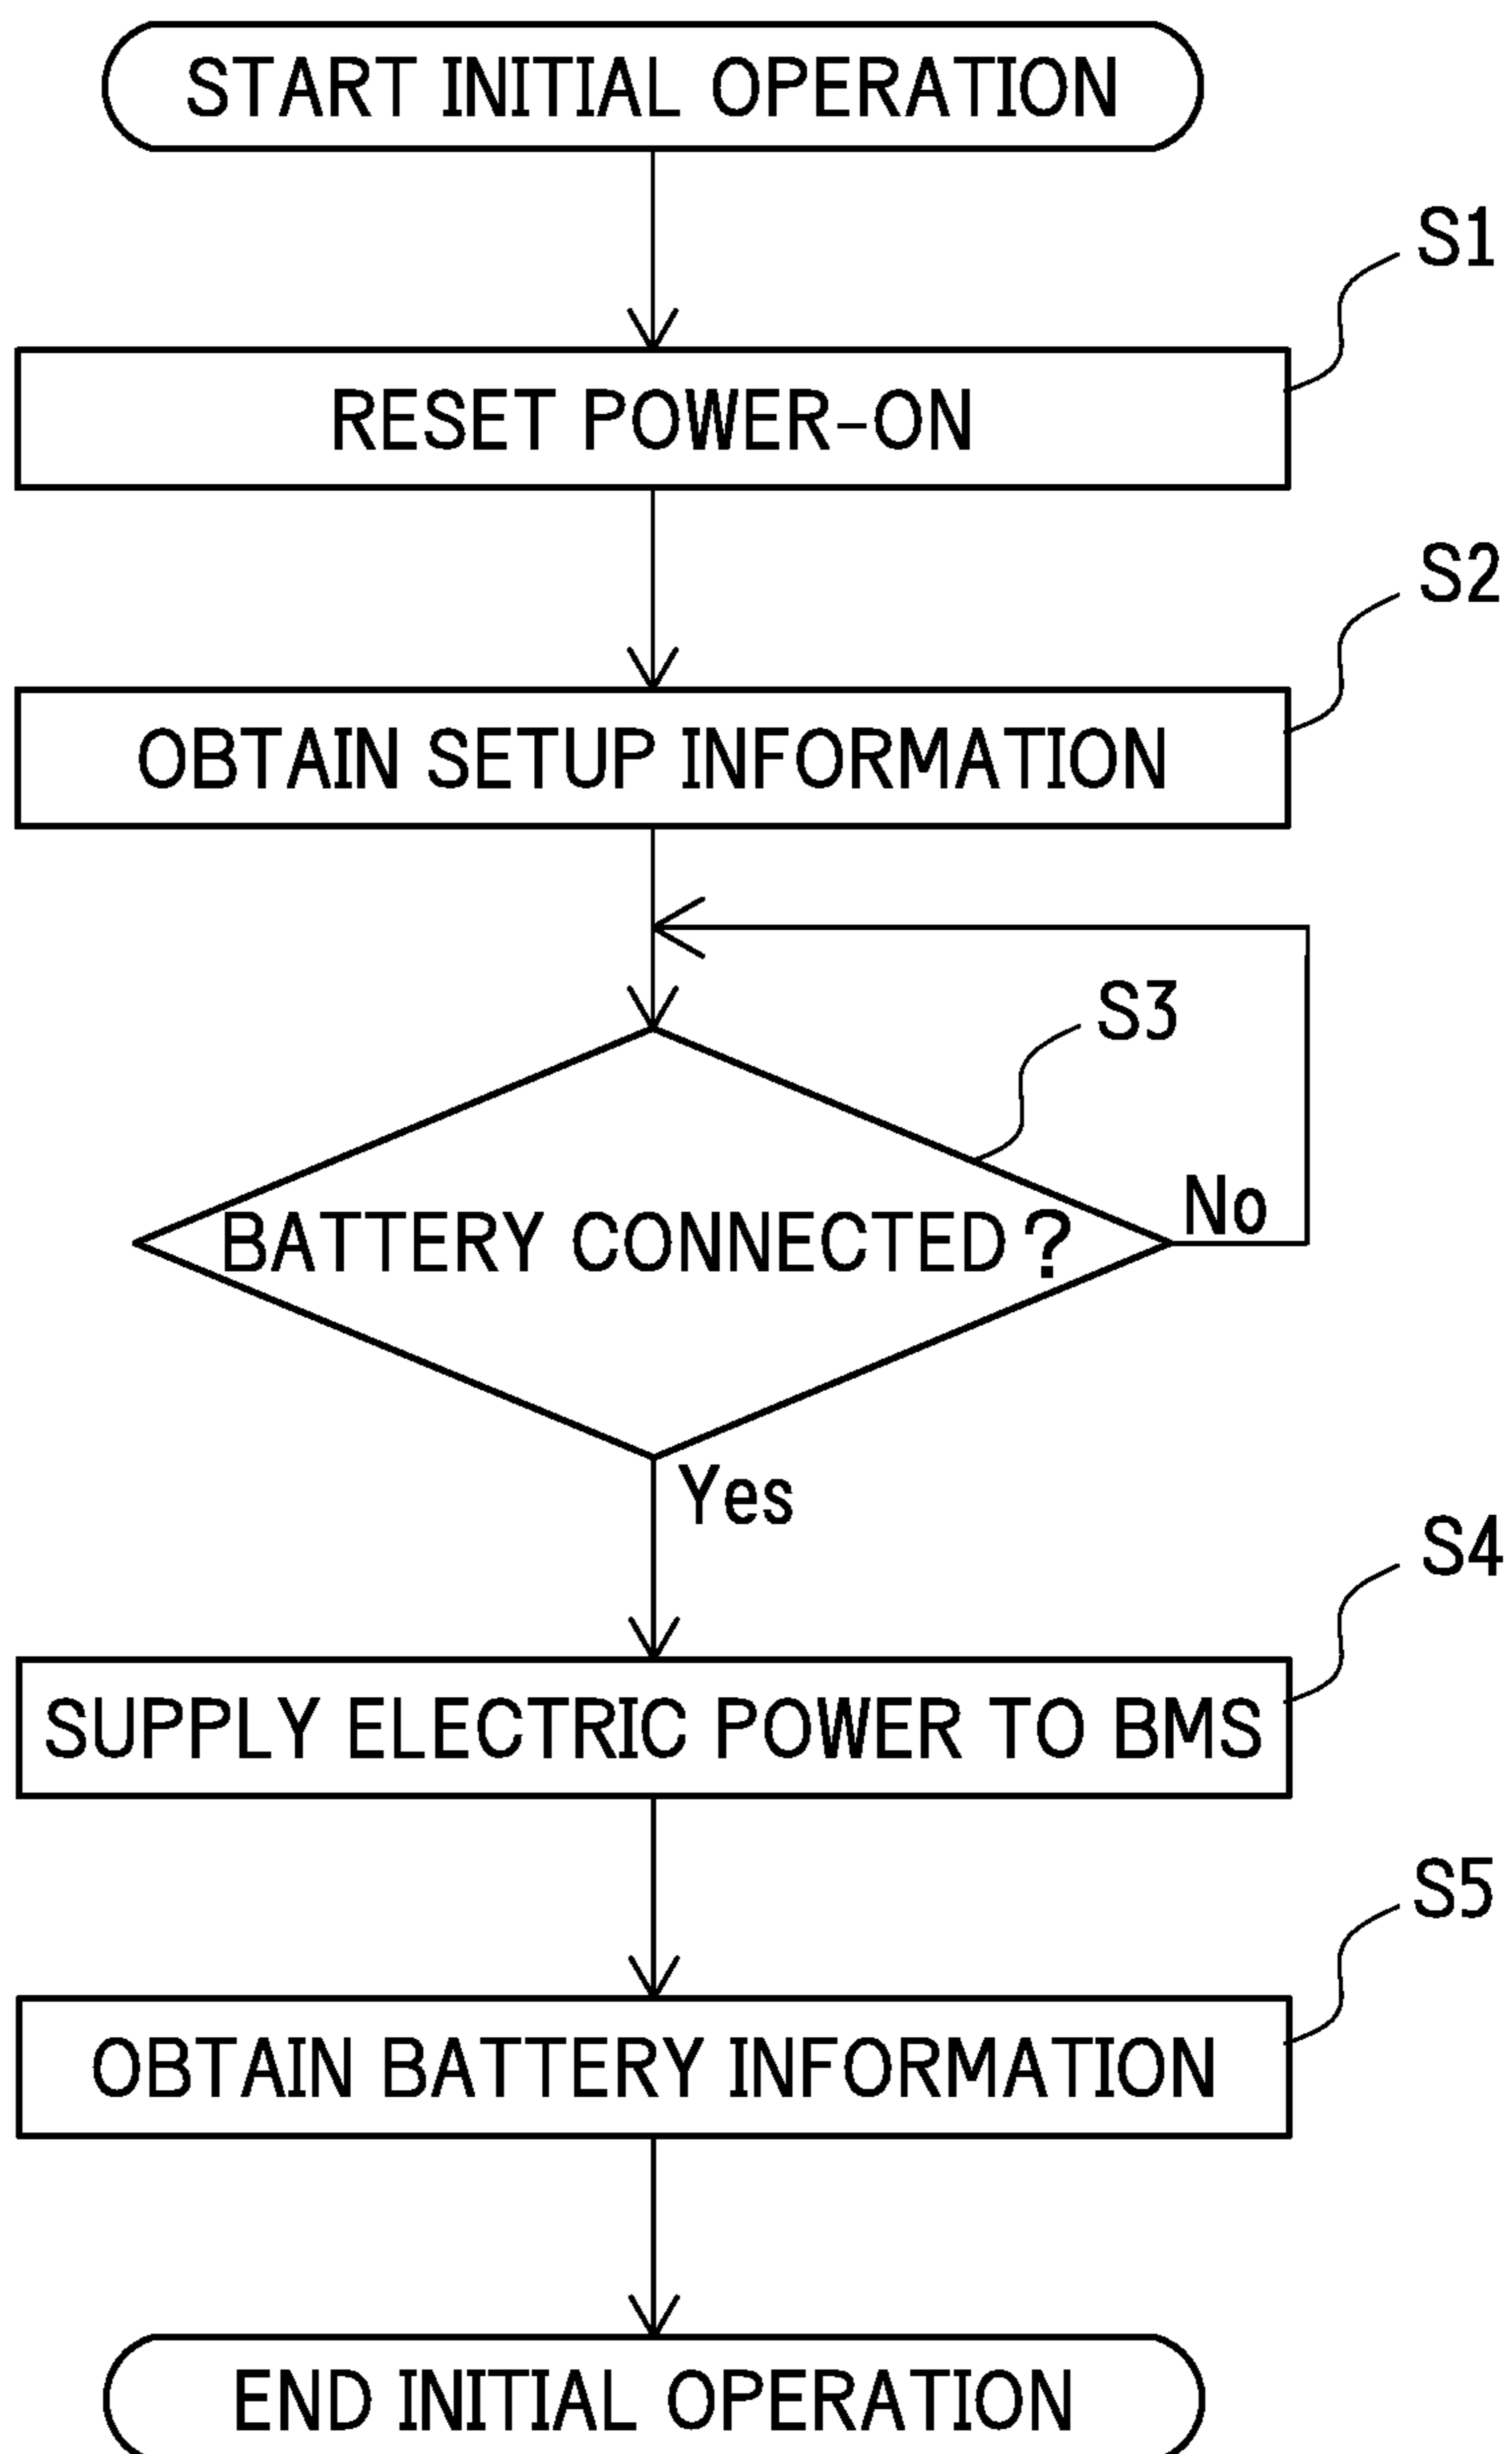 START INITIAL OPERATION
S1
RESET POWER-ON
S2
OBTAIN SETUP INFORMATION
S3
BATTERY CONNECTED?
No
Yes
S4
SUPPLY ELECTRIC POWER TO BMS
S5
OBTAIN BATTERY INFORMATION
END INITIAL OPERATION